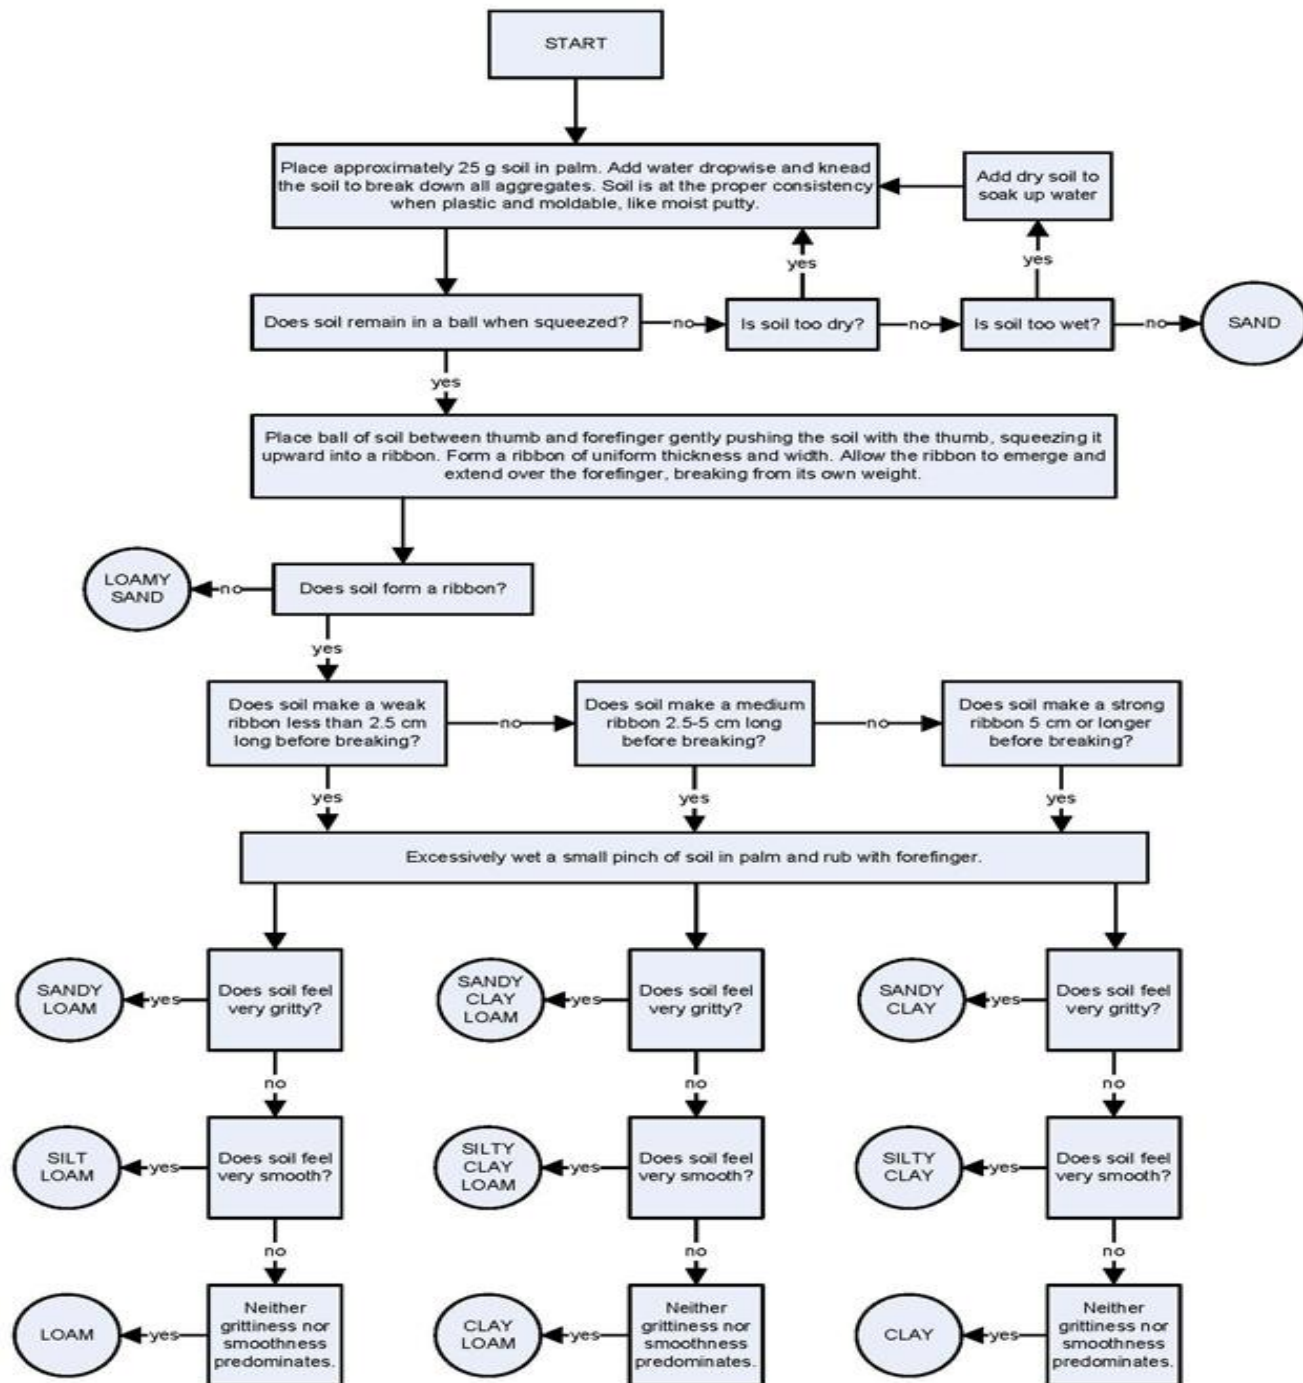 START
Place approximately 25 g soil in palm. Add water dropwise and knead
the soil to break down all aggregates. Soil is at the proper consistency
when plastic and moldable, like moist putty.
Add dry soil to
soak up water
yes
yes
Does soil remain in a ball when squeezed?
no
Is soil too dry?
no
Is soil too wet?
no
SAND
yes
Place ball of soil between thumb and forefinger gently pushing the soil with the thumb, squeezing it
upward into a ribbon. Form a ribbon of uniform thickness and width. Allow the ribbon to emerge and
extend over the forefinger, breaking from its own weight.
LOAMY
SAND
no
Does soil form a ribbon?
yes
Does soil make a weak
ribbon less than 2.5 cm
long before breaking?
no
Does soil make a medium
ribbon 2.5-5 cm long
before breaking?
no
Does soil make a strong
ribbon 5 cm or longer
before breaking?
yes
yes
yes
Excessively wet a small pinch of soil in palm and rub with forefinger.
SANDY
LOAM
yes
Does soil feel
very gritty?
SANDY
CLAY
LOAM
yes
Does soil feel
very gritty?
SANDY
CLAY
yes
Does soil feel
very gritty?
no
no
no
SILT
LOAM
yes
Does soil feel
very smooth?
SILTY
CLAY
LOAM
yes
Does soil feel
very smooth?
SILTY
CLAY
yes
Does soil feel
very smooth?
no
no
no
LOAM
yes
Neither
grittiness nor
smoothness
predominates.
CLAY
LOAM
yes
Neither
grittiness nor
smoothness
predominates.
CLAY
yes
Neither
grittiness nor
smoothness
predominates.